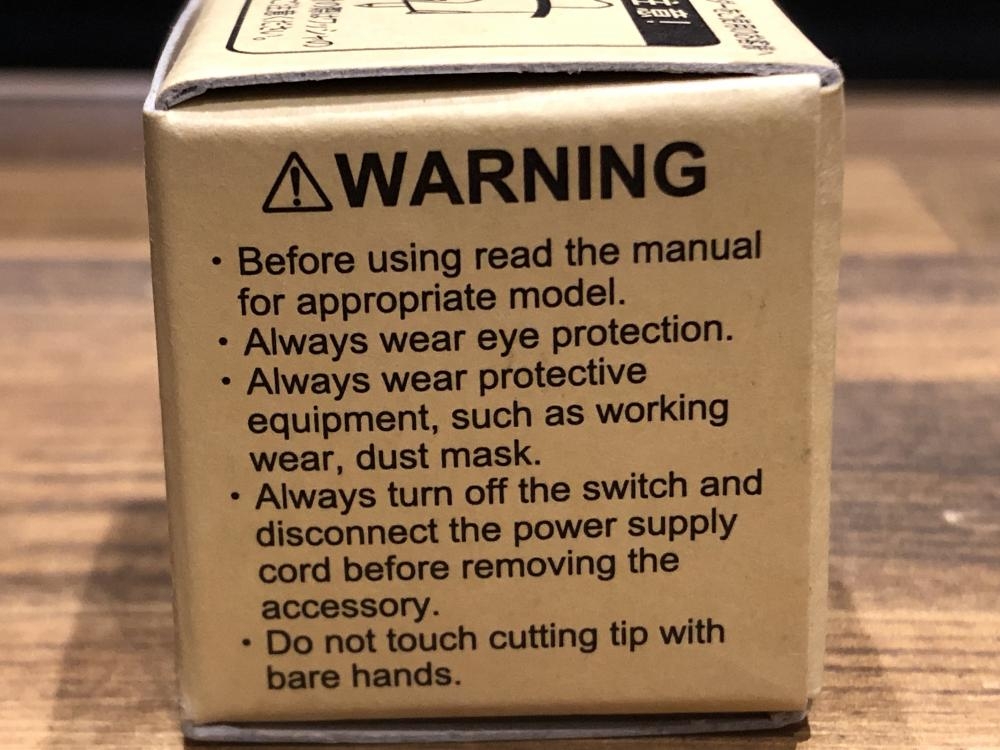 ⚠WARNING
・Before using read the manual
for appropriate model.
・Always wear eye protection.
・Always wear protective
equipment, such as working
wear, dust mask.
・Always turn off the switch and
disconnect the power supply
cord before removing the
accessory.
・Do not touch cutting tip with
bare hands.